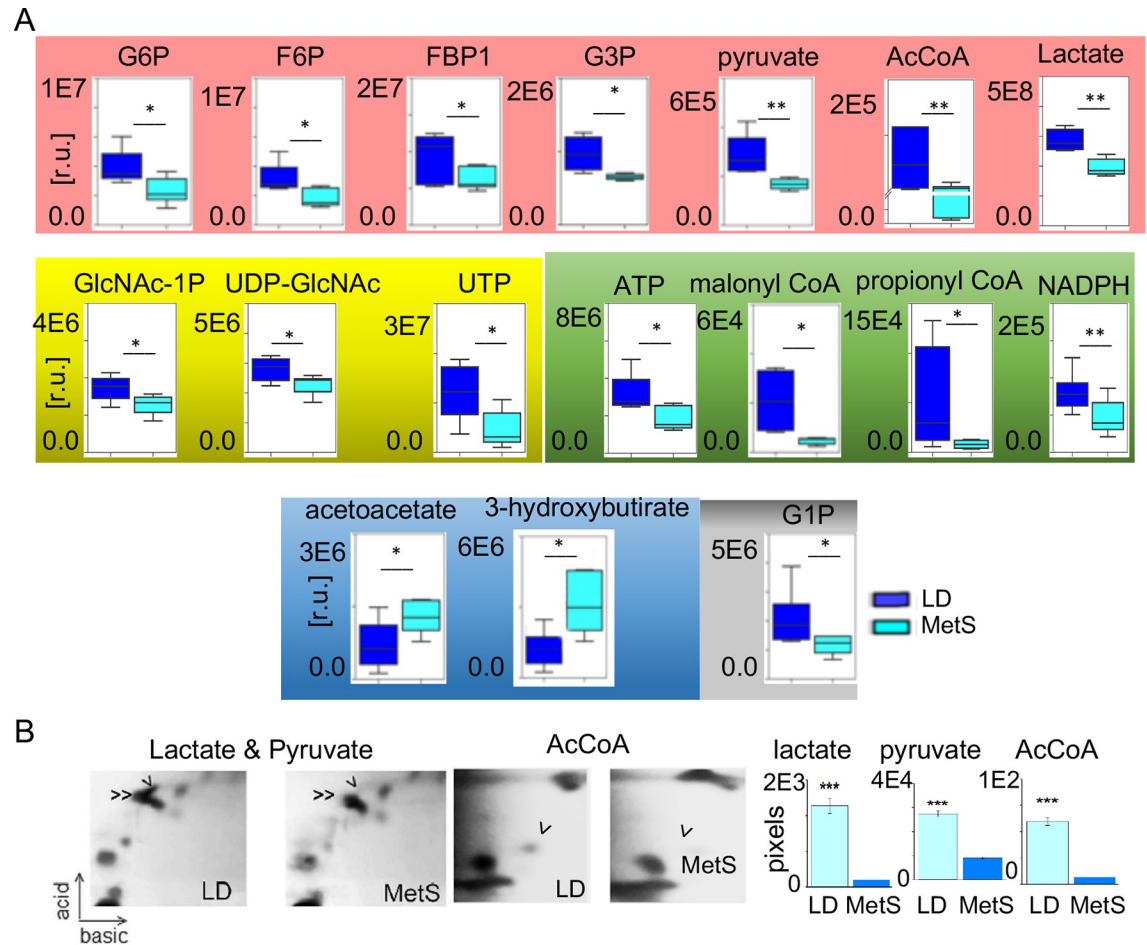 A
G6P F6P FBP1 G3P pyruvate AcCoA Lactate
1E7 1E7 2E7 2E6 6E5 2E5 5E8
* * * * ** ** **
[r.u.]
0.0 0.0 0.0 0.0 0.0 0.0 0.0
GlcNAc-1P UDP-GlcNAc UTP ATP malonyl CoA propionyl CoA NADPH
4E6 5E6 3E7 8E6 6E4 15E4 2E5
* * * * * * **
[r.u.]
0.0 0.0 0.0 0.0 0.0 0.0 0.0
acetoacetate 3-hydroxybutirate G1P
3E6 6E6 5E6
* * *
[r.u.]
LD
MetS
0.0 0.0 0.0
B
Lactate & Pyruvate AcCoA lactate pyruvate AcCoA
2E3 4E4 1E2
*** *** ***
>> v >> v v v
pixels
LD MetS LD MetS
0 0 0
LD MetS LD MetS LD MetS
acid
basic